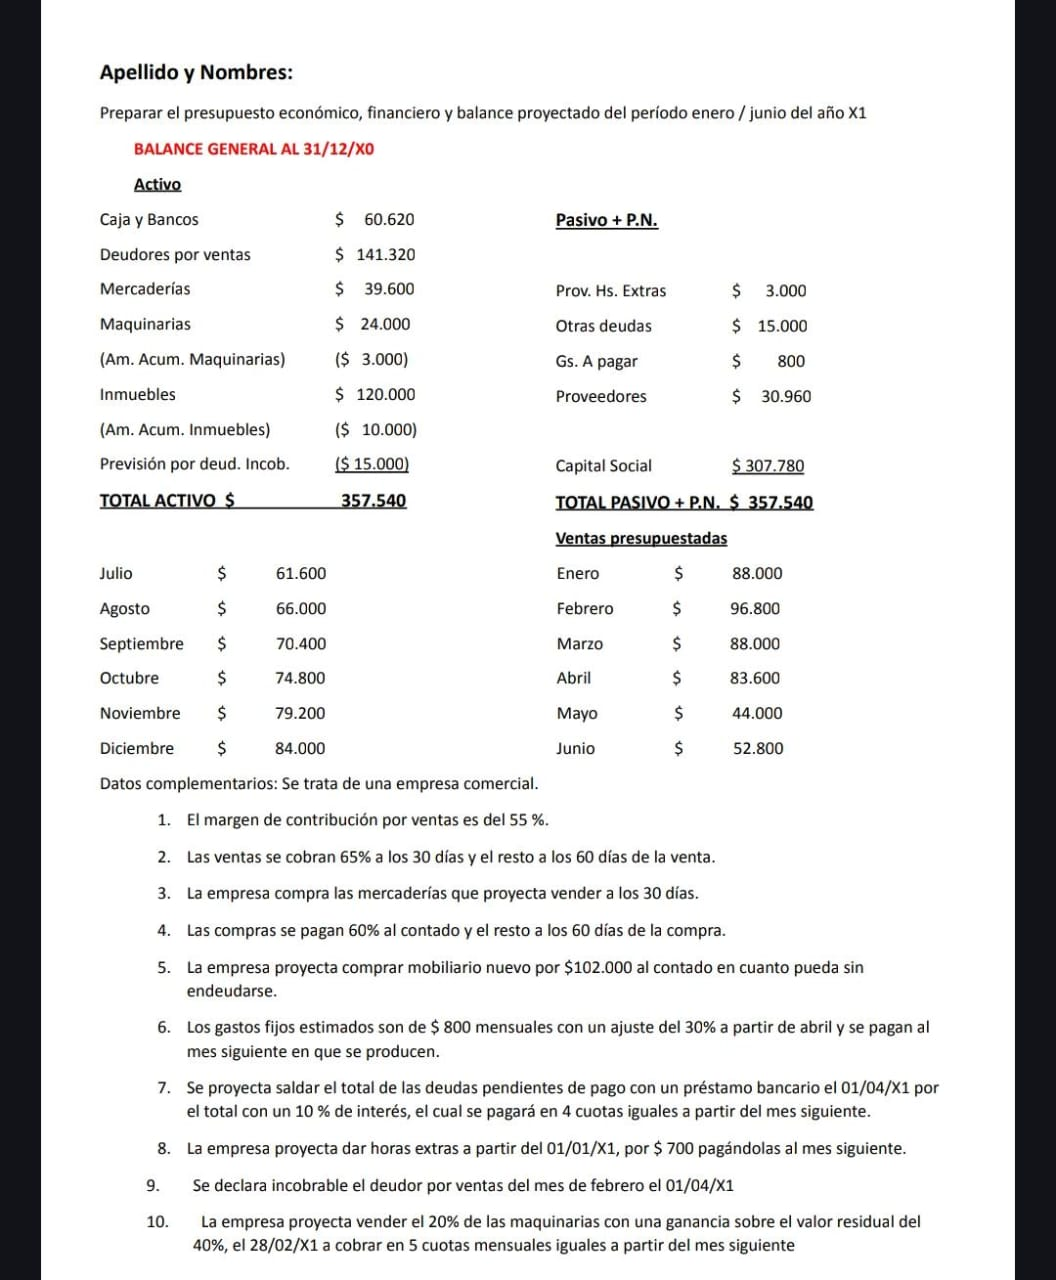 Apellido y Nombres:
Preparar el presupuesto económico, financiero y balance proyectado del período enero / junio del año X1
BALANCE GENERAL AL 31/12/X0
Activo
Caja y Bancos $ 60.620 Pasivo + P.N.
Deudores por ventas $ 141.320
Mercaderías $ 39.600 Prov. Hs. Extras $ 3.000
Maquinarias $ 24.000 Otras deudas $ 15.000
(Am. Acum. Maquinarias) ($ 3.000) Gs. A pagar $ 800
Inmuebles $ 120.000 Proveedores $ 30.960
(Am. Acum. Inmuebles) ($ 10.000)
Previsión por deud. Incob. ($ 15.000) Capital Social $ 307.780
TOTAL ACTIVO $ 357.540 TOTAL PASIVO + P.N. $ 357.540
Ventas presupuestadas
Julio $ 61.600 Enero $ 88.000
Agosto $ 66.000 Febrero $ 96.800
Septiembre $ 70.400 Marzo $ 88.000
Octubre $ 74.800 Abril $ 83.600
Noviembre $ 79.200 Mayo $ 44.000
Diciembre $ 84.000 Junio $ 52.800
Datos complementarios: Se trata de una empresa comercial.
1. El margen de contribución por ventas es del 55 %.
2. Las ventas se cobran 65% a los 30 días y el resto a los 60 días de la venta.
3. La empresa compra las mercaderías que proyecta vender a los 30 días.
4. Las compras se pagan 60% al contado y el resto a los 60 días de la compra.
5. La empresa proyecta comprar mobiliario nuevo por $102.000 al contado en cuanto pueda sin
endeudarse.
6. Los gastos fijos estimados son de $ 800 mensuales con un ajuste del 30% a partir de abril y se pagan al
mes siguiente en que se producen.
7. Se proyecta saldar el total de las deudas pendientes de pago con un préstamo bancario el 01/04/X1 por
el total con un 10 % de interés, el cual se pagará en 4 cuotas iguales a partir del mes siguiente.
8. La empresa proyecta dar horas extras a partir del 01/01/X1, por $ 700 pagándolas al mes siguiente.
9. Se declara incobrable el deudor por ventas del mes de febrero el 01/04/X1
10. La empresa proyecta vender el 20% de las maquinarias con una ganancia sobre el valor residual del
40%, el 28/02/X1 a cobrar en 5 cuotas mensuales iguales a partir del mes siguiente